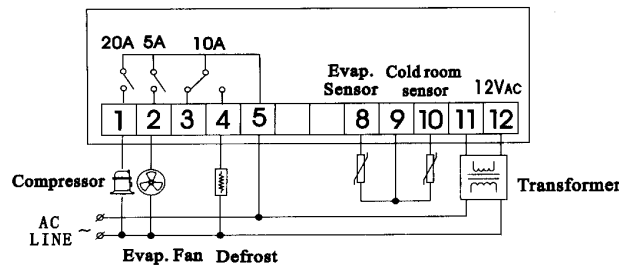 20A 5A 10A
Evap. Sensor
Cold room sensor
12VAC
1 2 3 4 5 8 9 10 11 12
Compressor
Transformer
AC LINE ~
Evap. Fan Defrost